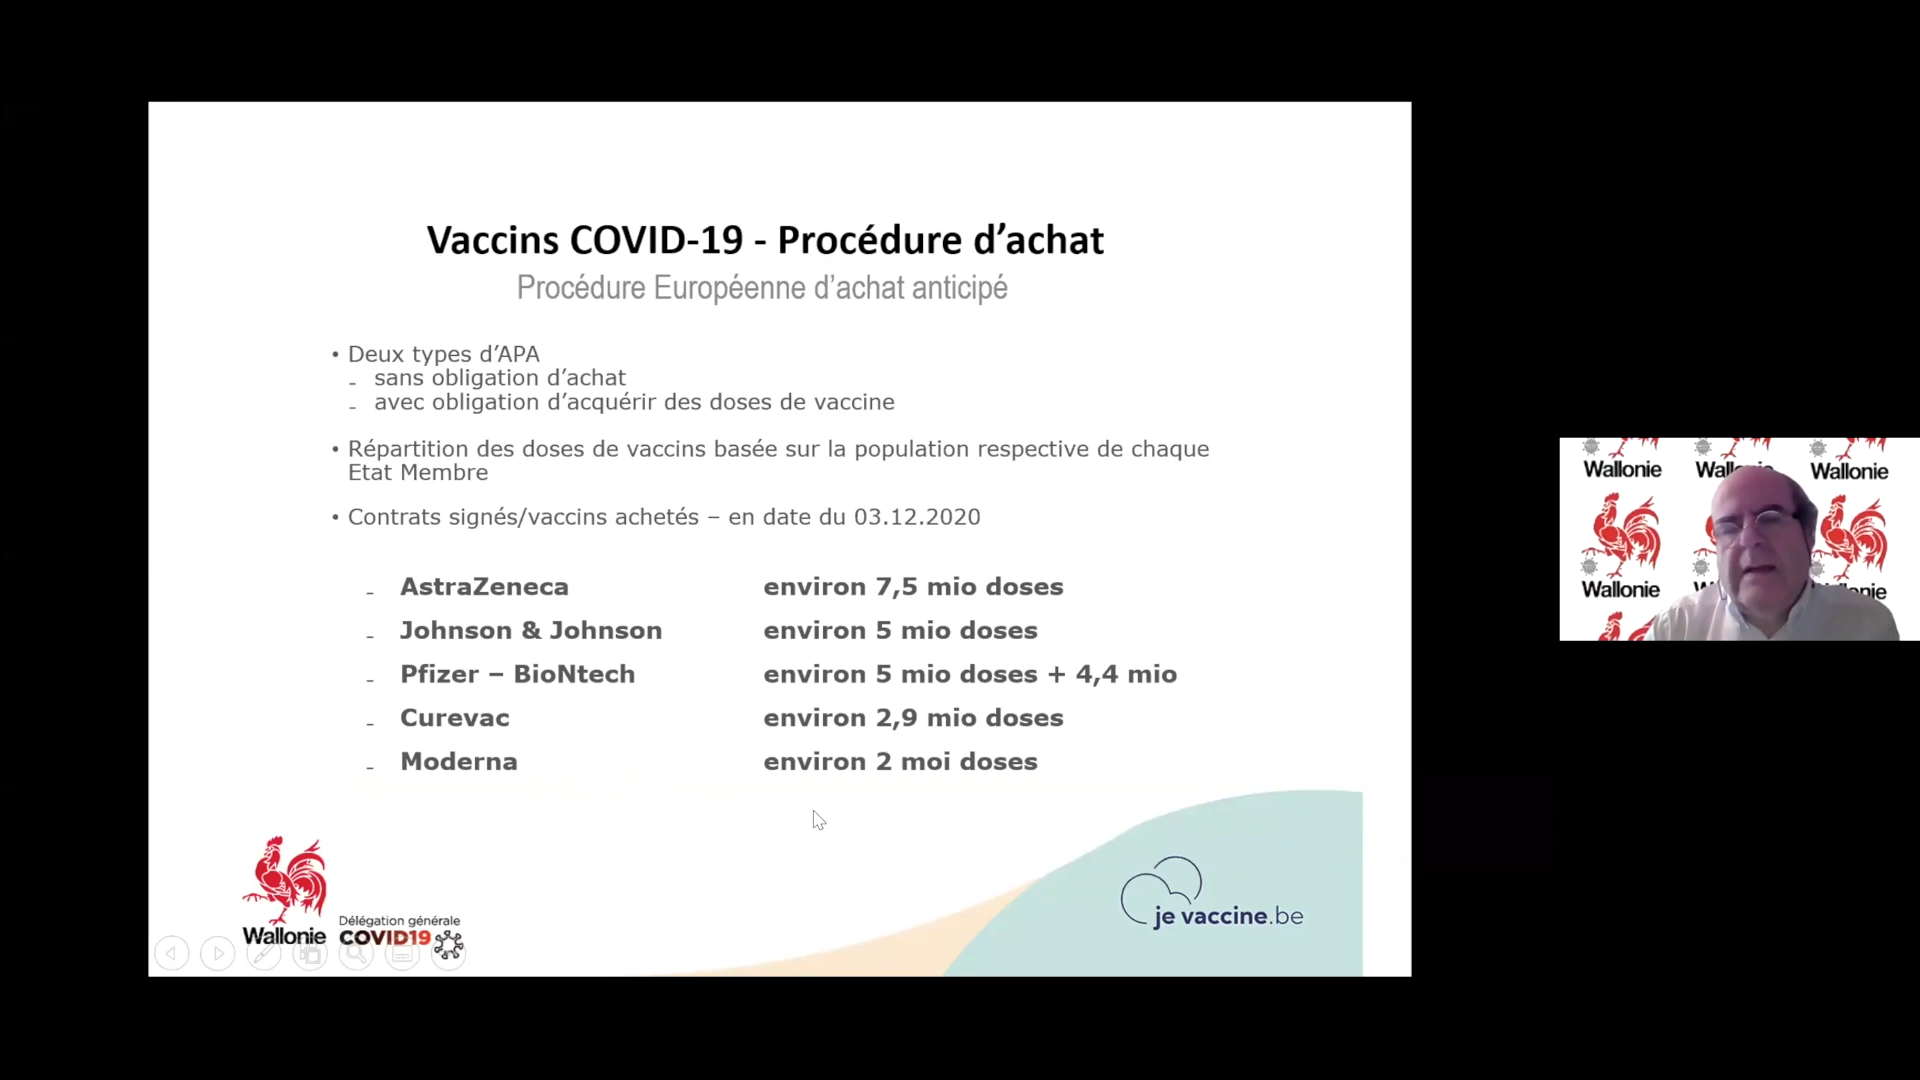 Vaccins COVID-19 - Procédure d’achat
Procédure Européenne d’achat anticipé
• Deux types d’APA
- sans obligation d’achat
- avec obligation d’acquérir des doses de vaccine
• Répartition des doses de vaccins basée sur la population respective de chaque
Etat Membre
• Contrats signés/vaccins achetés – en date du 03.12.2020
- AstraZeneca environ 7,5 mio doses
- Johnson & Johnson environ 5 mio doses
- Pfizer – BioNtech environ 5 mio doses + 4,4 mio
- Curevac environ 2,9 mio doses
- Moderna environ 2 moi doses
Wallonie
Délégation générale
COVID19
je vaccine.be
Wallonie Wallonie Wallonie
Wallonie